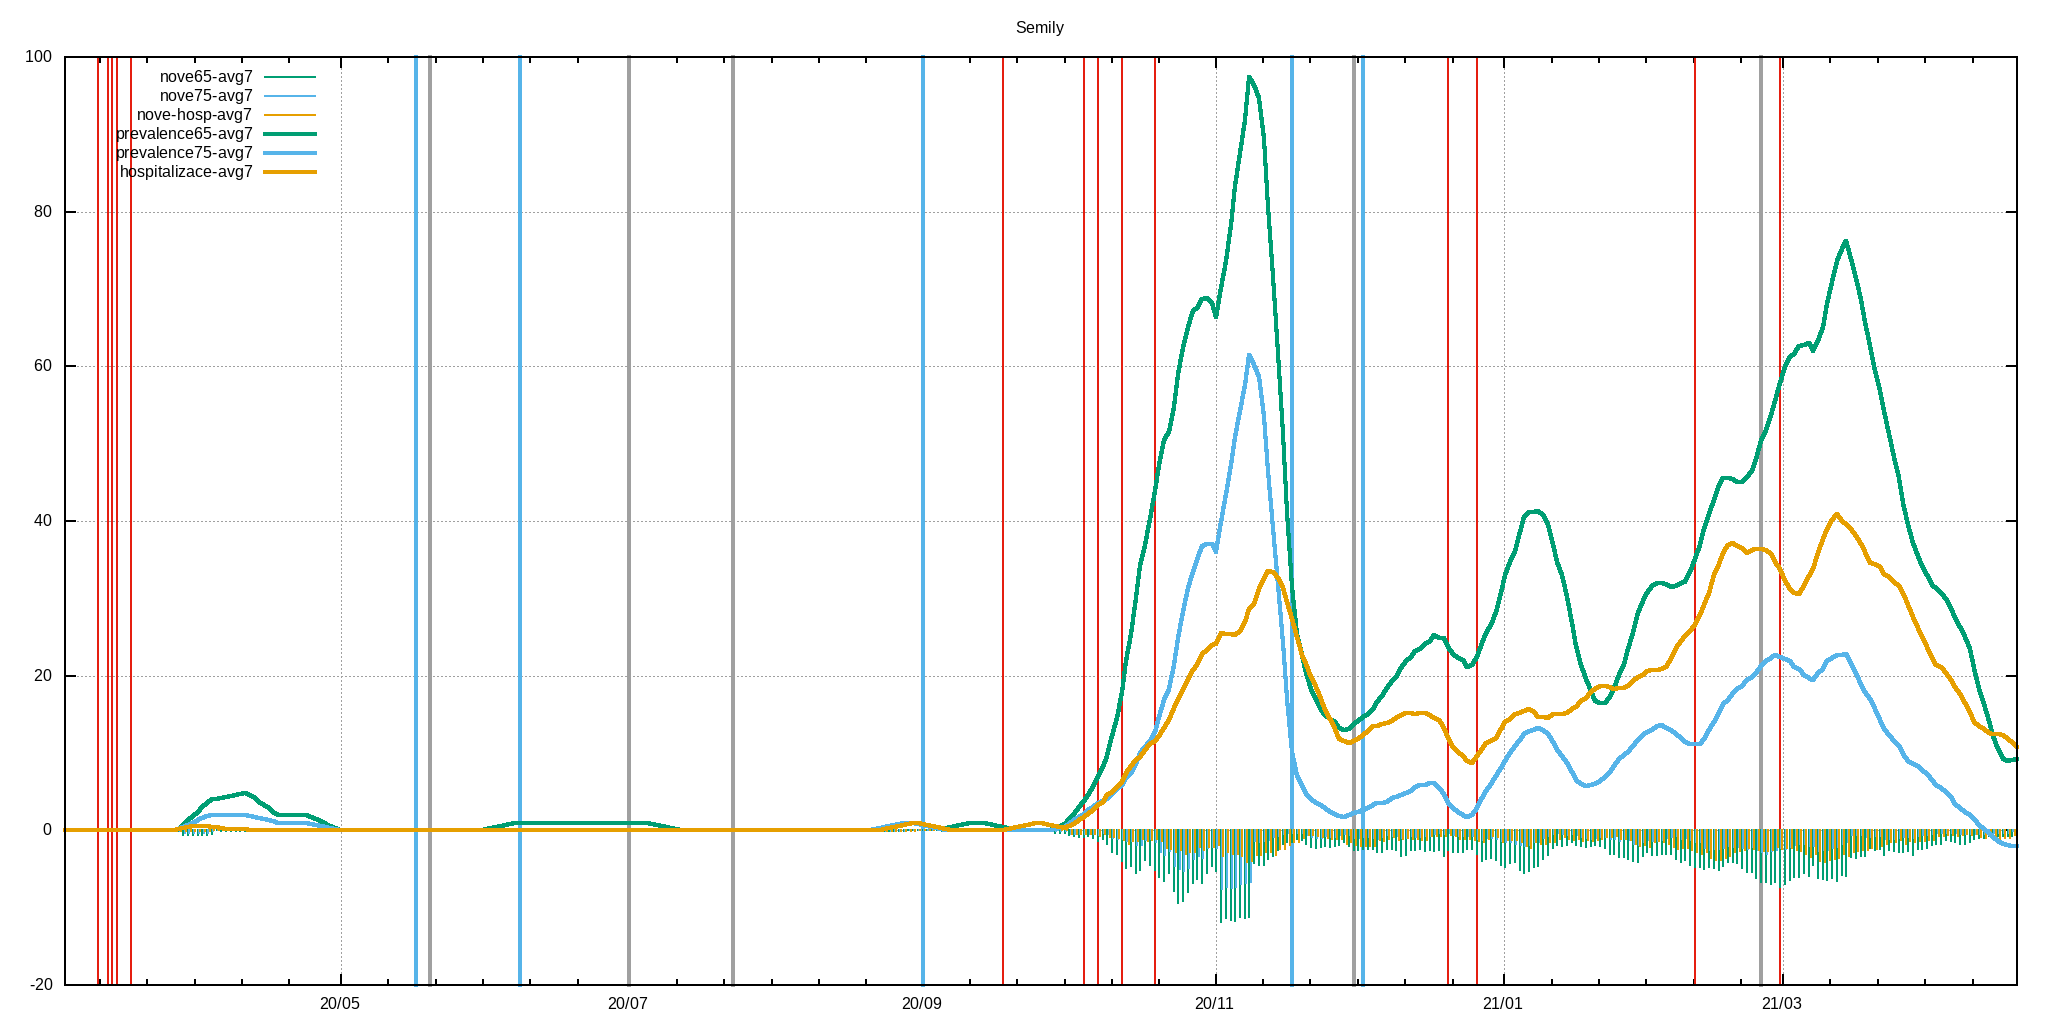 Semily
100
80
60
40
20
0
-20
nove65-avg7
nove75-avg7
nove-hosp-avg7
prevalence65-avg7
prevalence75-avg7
hospitalizace-avg7
20/05 20/07 20/09 20/11 21/01 21/03